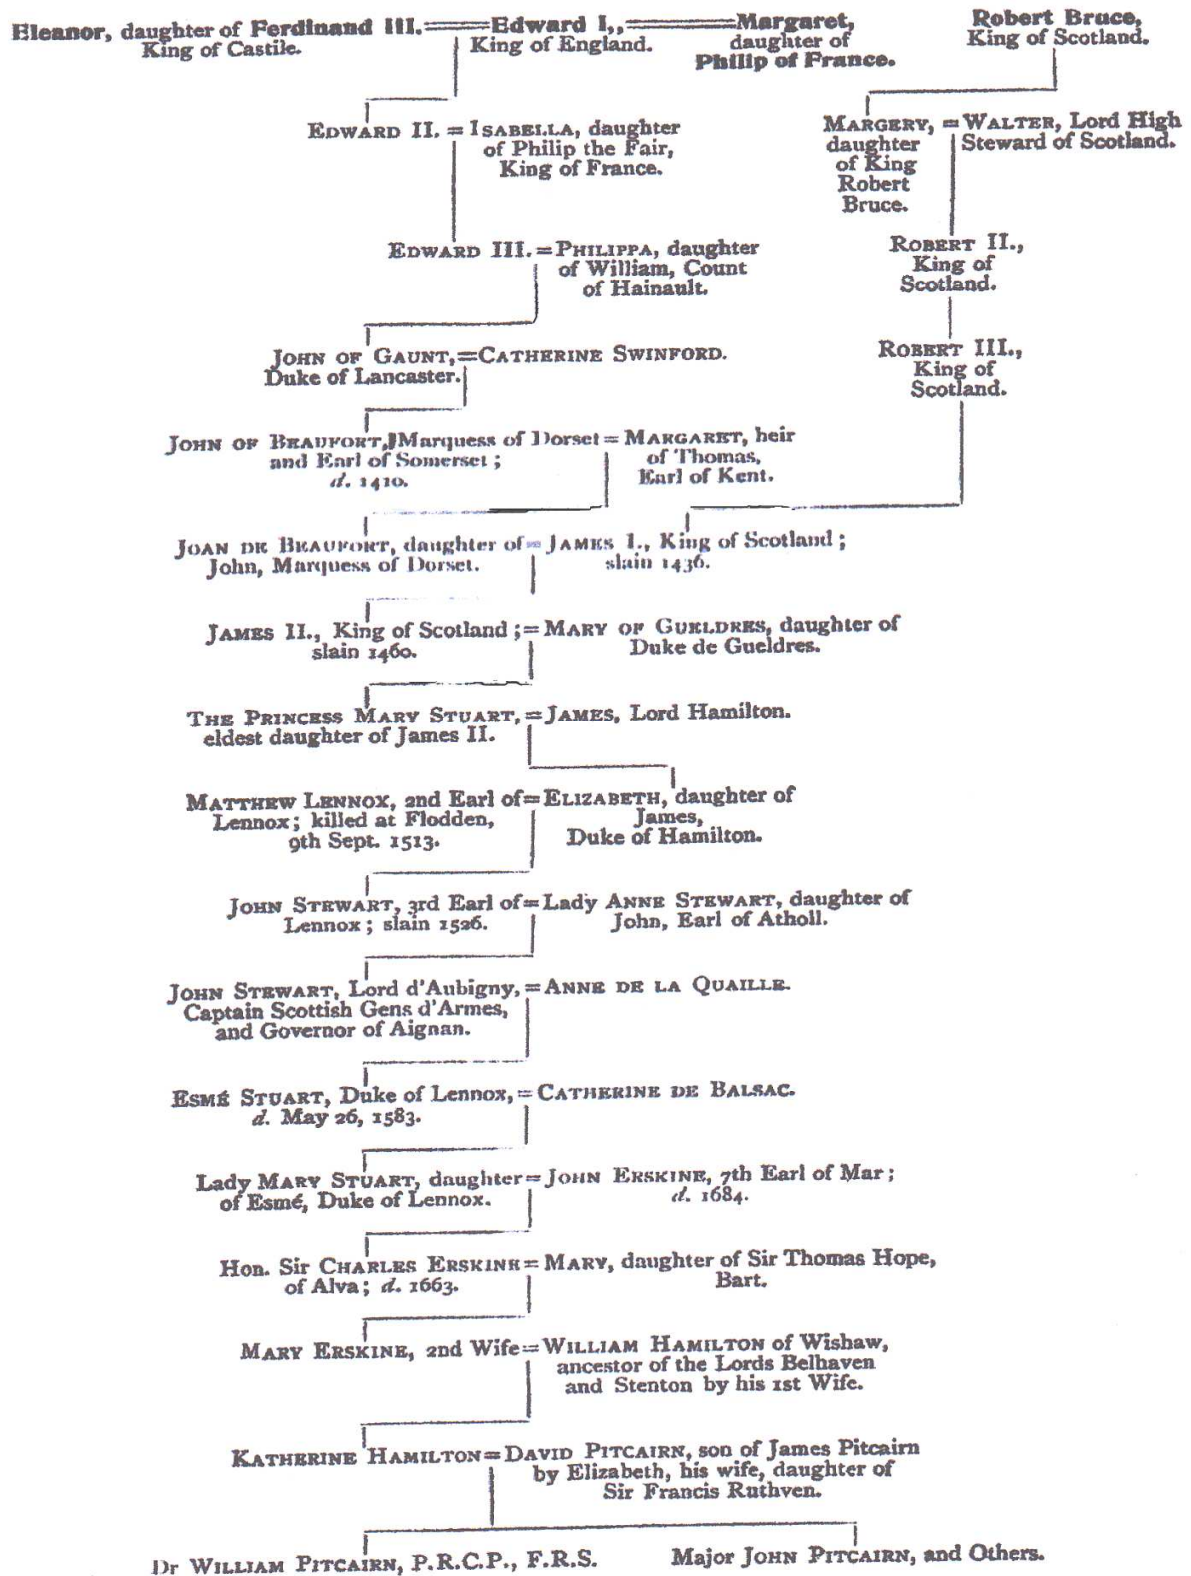 Eleanor, daughter of Ferdinand III. = Edward I., = Margaret,
King of Castile.
King of England.
daughter of
Philip of France.
Robert Bruce,
King of Scotland.
EDWARD II. = ISABELLA, daughter
of Philip the Fair,
King of France.
MARGERY, = WALTER, Lord High
daughter
Steward of Scotland.
of King
Robert
Bruce.
EDWARD III. = PHILIPPA, daughter
of William, Count
of Hainault.
ROBERT II.,
King of
Scotland.
JOHN OF GAUNT, = CATHERINE SWINFORD.
Duke of Lancaster.
ROBERT III.,
King of
Scotland.
JOHN OF BEAUFORT, Marquess of Dorset = MARGARET, heir
and Earl of Somerset;
d. 1410.
of Thomas,
Earl of Kent.
JOAN DE BEAUFORT, daughter of = JAMES I., King of Scotland;
John, Marquess of Dorset.
slain 1436.
JAMES II., King of Scotland; = MARY OF GUELDRES, daughter of
slain 1460.
Duke de Gueldres.
THE PRINCESS MARY STUART, = JAMES, Lord Hamilton.
eldest daughter of James II.
MATTHEW LENNOX, 2nd Earl of = ELIZABETH, daughter of
Lennox; killed at Flodden,
9th Sept. 1513.
James,
Duke of Hamilton.
JOHN STEWART, 3rd Earl of = Lady ANNE STEWART, daughter of
Lennox; slain 1526.
John, Earl of Atholl.
JOHN STEWART, Lord d'Aubigny, = ANNE DE LA QUAILLE.
Captain Scottish Gens d'Armes,
and Governor of Aignan.
ESMÉ STUART, Duke of Lennox, = CATHERINE DE BALSAC.
d. May 26, 1583.
Lady MARY STUART, daughter = JOHN ERSKINE, 7th Earl of Mar;
of Esmé, Duke of Lennox.
d. 1684.
Hon. Sir CHARLES ERSKINE = MARY, daughter of Sir Thomas Hope,
of Alva; d. 1663.
Bart.
MARY ERSKINE, 2nd Wife = WILLIAM HAMILTON of Wishaw,
ancestor of the Lords Belhaven
and Stenton by his 1st Wife.
KATHERINE HAMILTON = DAVID PITCAIRN, son of James Pitcairn
by Elizabeth, his wife, daughter of
Sir Francis Ruthven.
Dr WILLIAM PITCAIRN, P.R.C.P., F.R.S.
Major JOHN PITCAIRN, and Others.